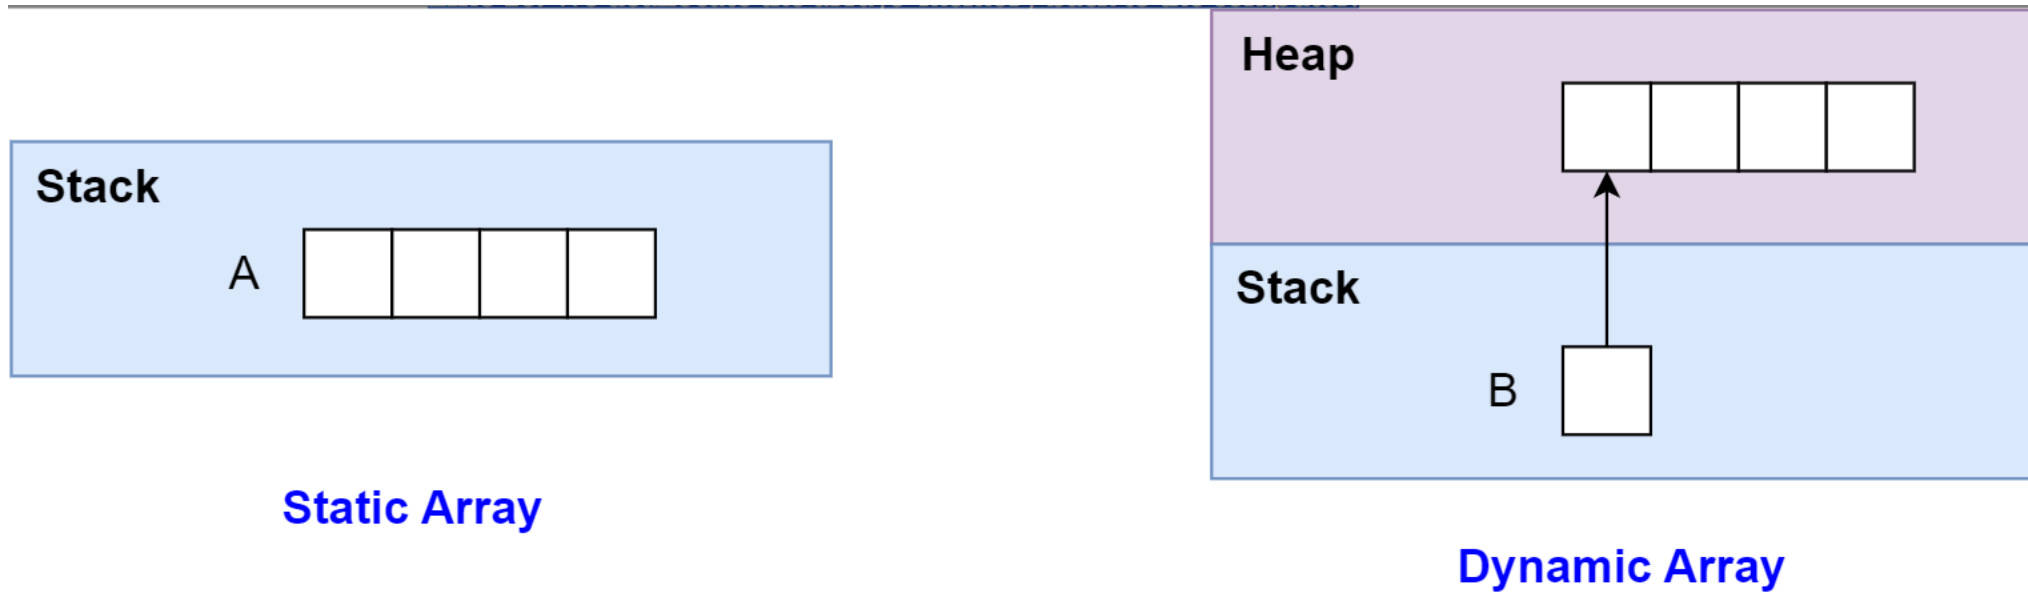 Heap
Stack
A
Stack
B
Static Array
Dynamic Array